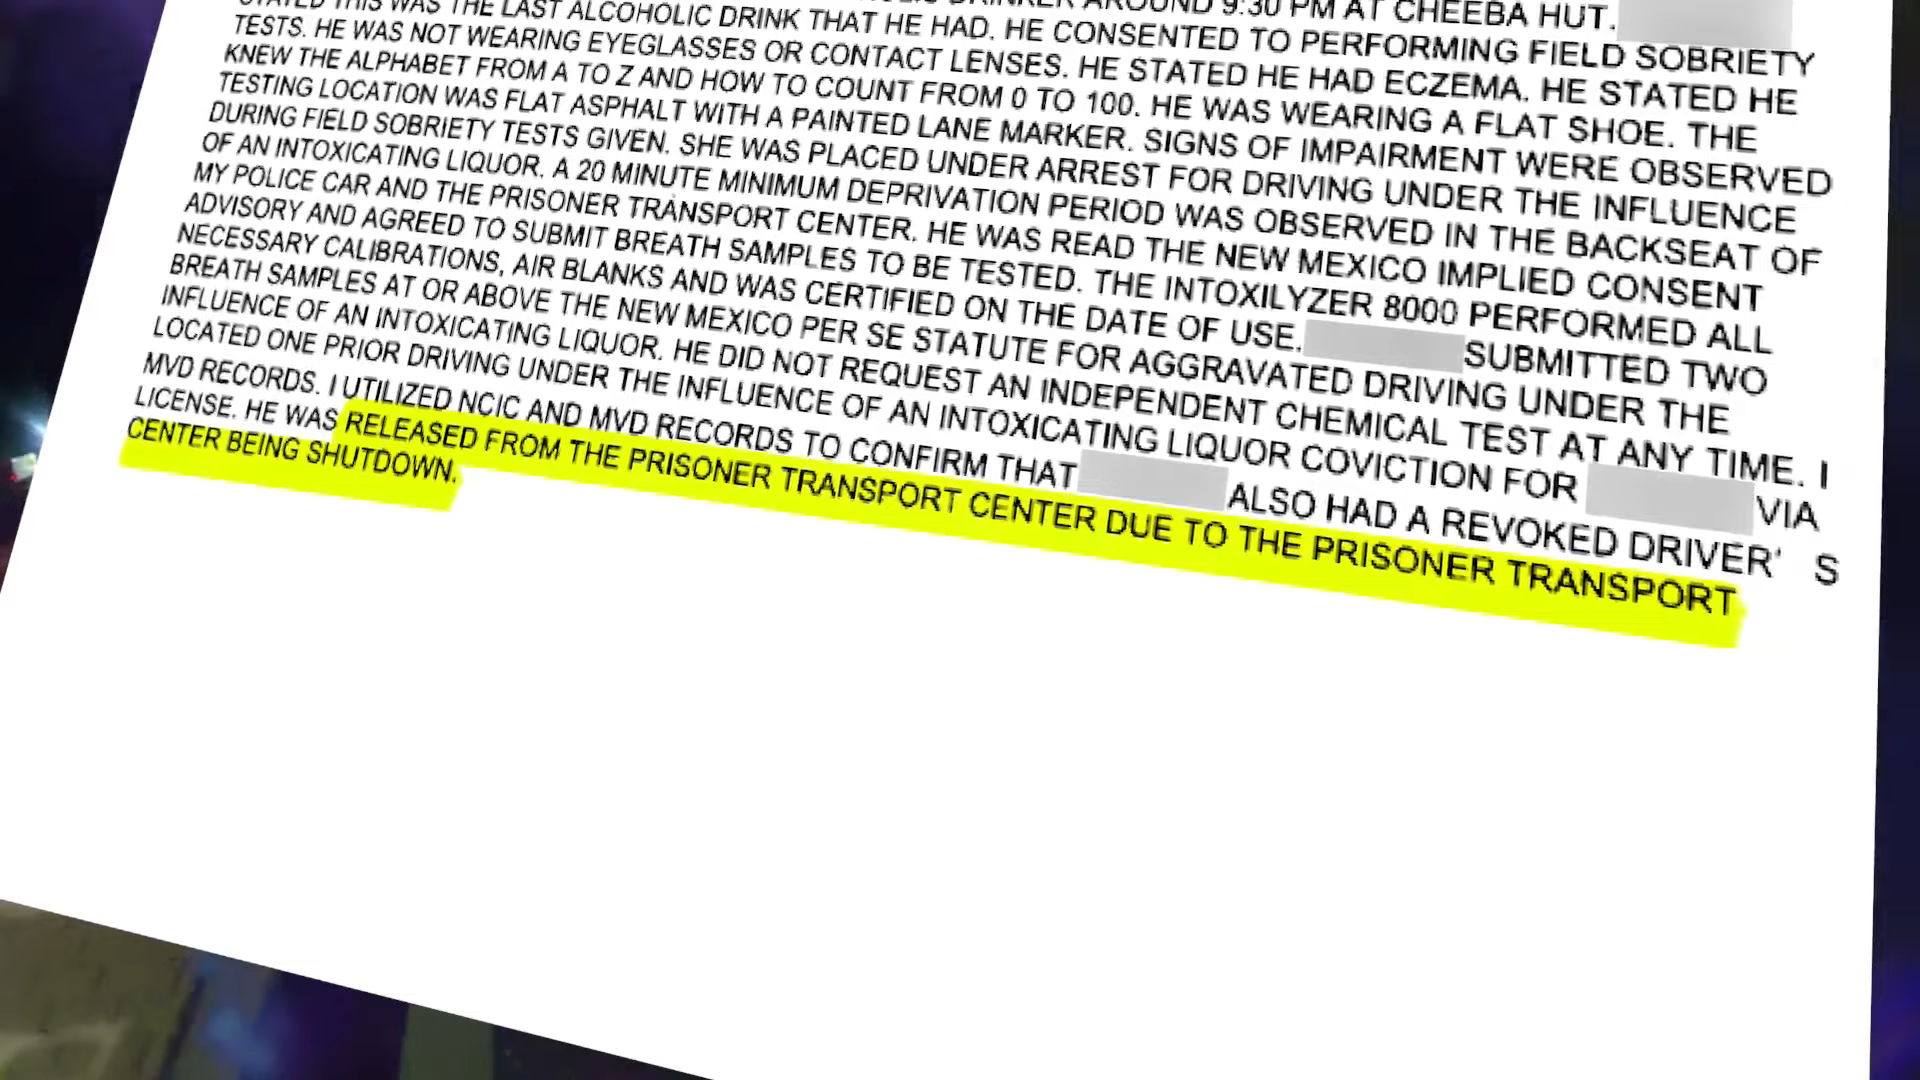 AROUND 9:30 PM AT CHEEBA HUT.
STATED THIS WAS THE LAST ALCOHOLIC DRINK THAT HE HAD. HE CONSENTED TO PERFORMING FIELD SOBRIETY
TESTS. HE WAS NOT WEARING EYEGLASSES OR CONTACT LENSES. HE STATED HE HAD ECZEMA. HE STATED HE
KNEW THE ALPHABET FROM A TO Z AND HOW TO COUNT FROM 0 TO 100. HE WAS WEARING A FLAT SHOE. THE
TESTING LOCATION WAS FLAT ASPHALT WITH A PAINTED LANE MARKER. SIGNS OF IMPAIRMENT WERE OBSERVED
DURING FIELD SOBRIETY TESTS GIVEN. SHE WAS PLACED UNDER ARREST FOR DRIVING UNDER THE INFLUENCE
OF AN INTOXICATING LIQUOR. A 20 MINUTE MINIMUM DEPRIVATION PERIOD WAS OBSERVED IN THE BACKSEAT OF
MY POLICE CAR AND THE PRISONER TRANSPORT CENTER. HE WAS READ THE NEW MEXICO IMPLIED CONSENT
ADVISORY AND AGREED TO SUBMIT BREATH SAMPLES TO BE TESTED. THE INTOXILYZER 8000 PERFORMED ALL
NECESSARY CALIBRATIONS, AIR BLANKS AND WAS CERTIFIED ON THE DATE OF USE. SUBMITTED TWO
BREATH SAMPLES AT OR ABOVE THE NEW MEXICO PER SE STATUTE FOR AGGRAVATED DRIVING UNDER THE
INFLUENCE OF AN INTOXICATING LIQUOR. HE DID NOT REQUEST AN INDEPENDENT CHEMICAL TEST AT ANY TIME. I
LOCATED ONE PRIOR DRIVING UNDER THE INFLUENCE OF AN INTOXICATING LIQUOR COVICTION FOR VIA
MVD RECORDS. I UTILIZED NCIC AND MVD RECORDS TO CONFIRM THAT ALSO HAD A REVOKED DRIVER' S
LICENSE. HE WAS RELEASED FROM THE PRISONER TRANSPORT CENTER DUE TO THE PRISONER TRANSPORT
CENTER BEING SHUTDOWN.